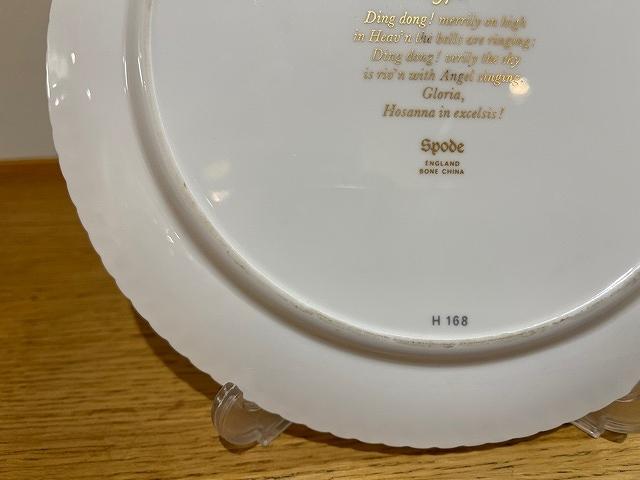 Ding dong! merrily on high
in Heav'n the bells are ringing:
Ding dong! verily the sky
is riv'n with Angel singing.
Gloria,
Hosanna in excelsis!
Spode
ENGLAND
BONE CHINA
H 168